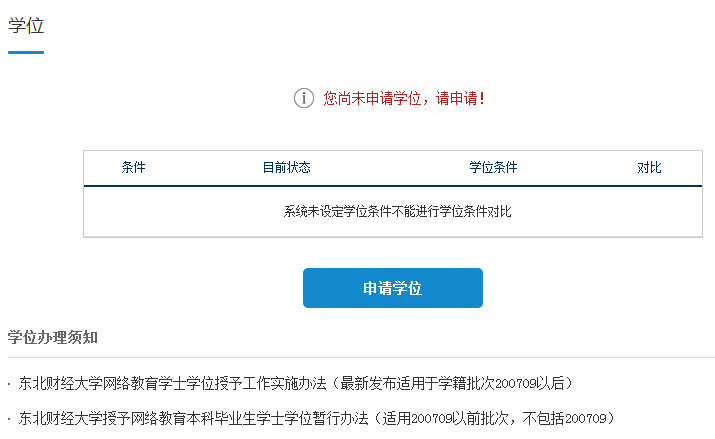 学位
您尚未申请学位，请申请！
条件 目前状态 学位条件 对比
系统未设定学位条件不能进行学位条件对比
申请学位
学位办理须知
· 东北财经大学网络教育学士学位授予工作实施办法（最新发布适用于学籍批次200709以后）
· 东北财经大学授予网络教育本科毕业生学士学位暂行办法（适用200709以前批次，不包括200709）